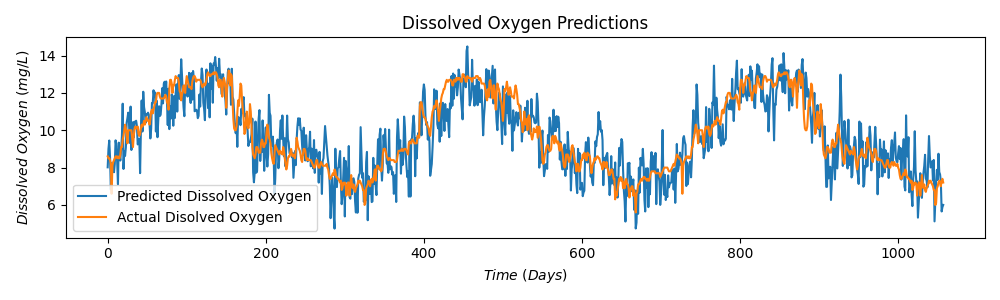 Dissolved Oxygen Predictions
Dissolved Oxygen (mg/L)
14
12
10
8
6
Predicted Dissolved Oxygen
Actual Disolved Oxygen
0 200 400 600 800 1000
Time (Days)